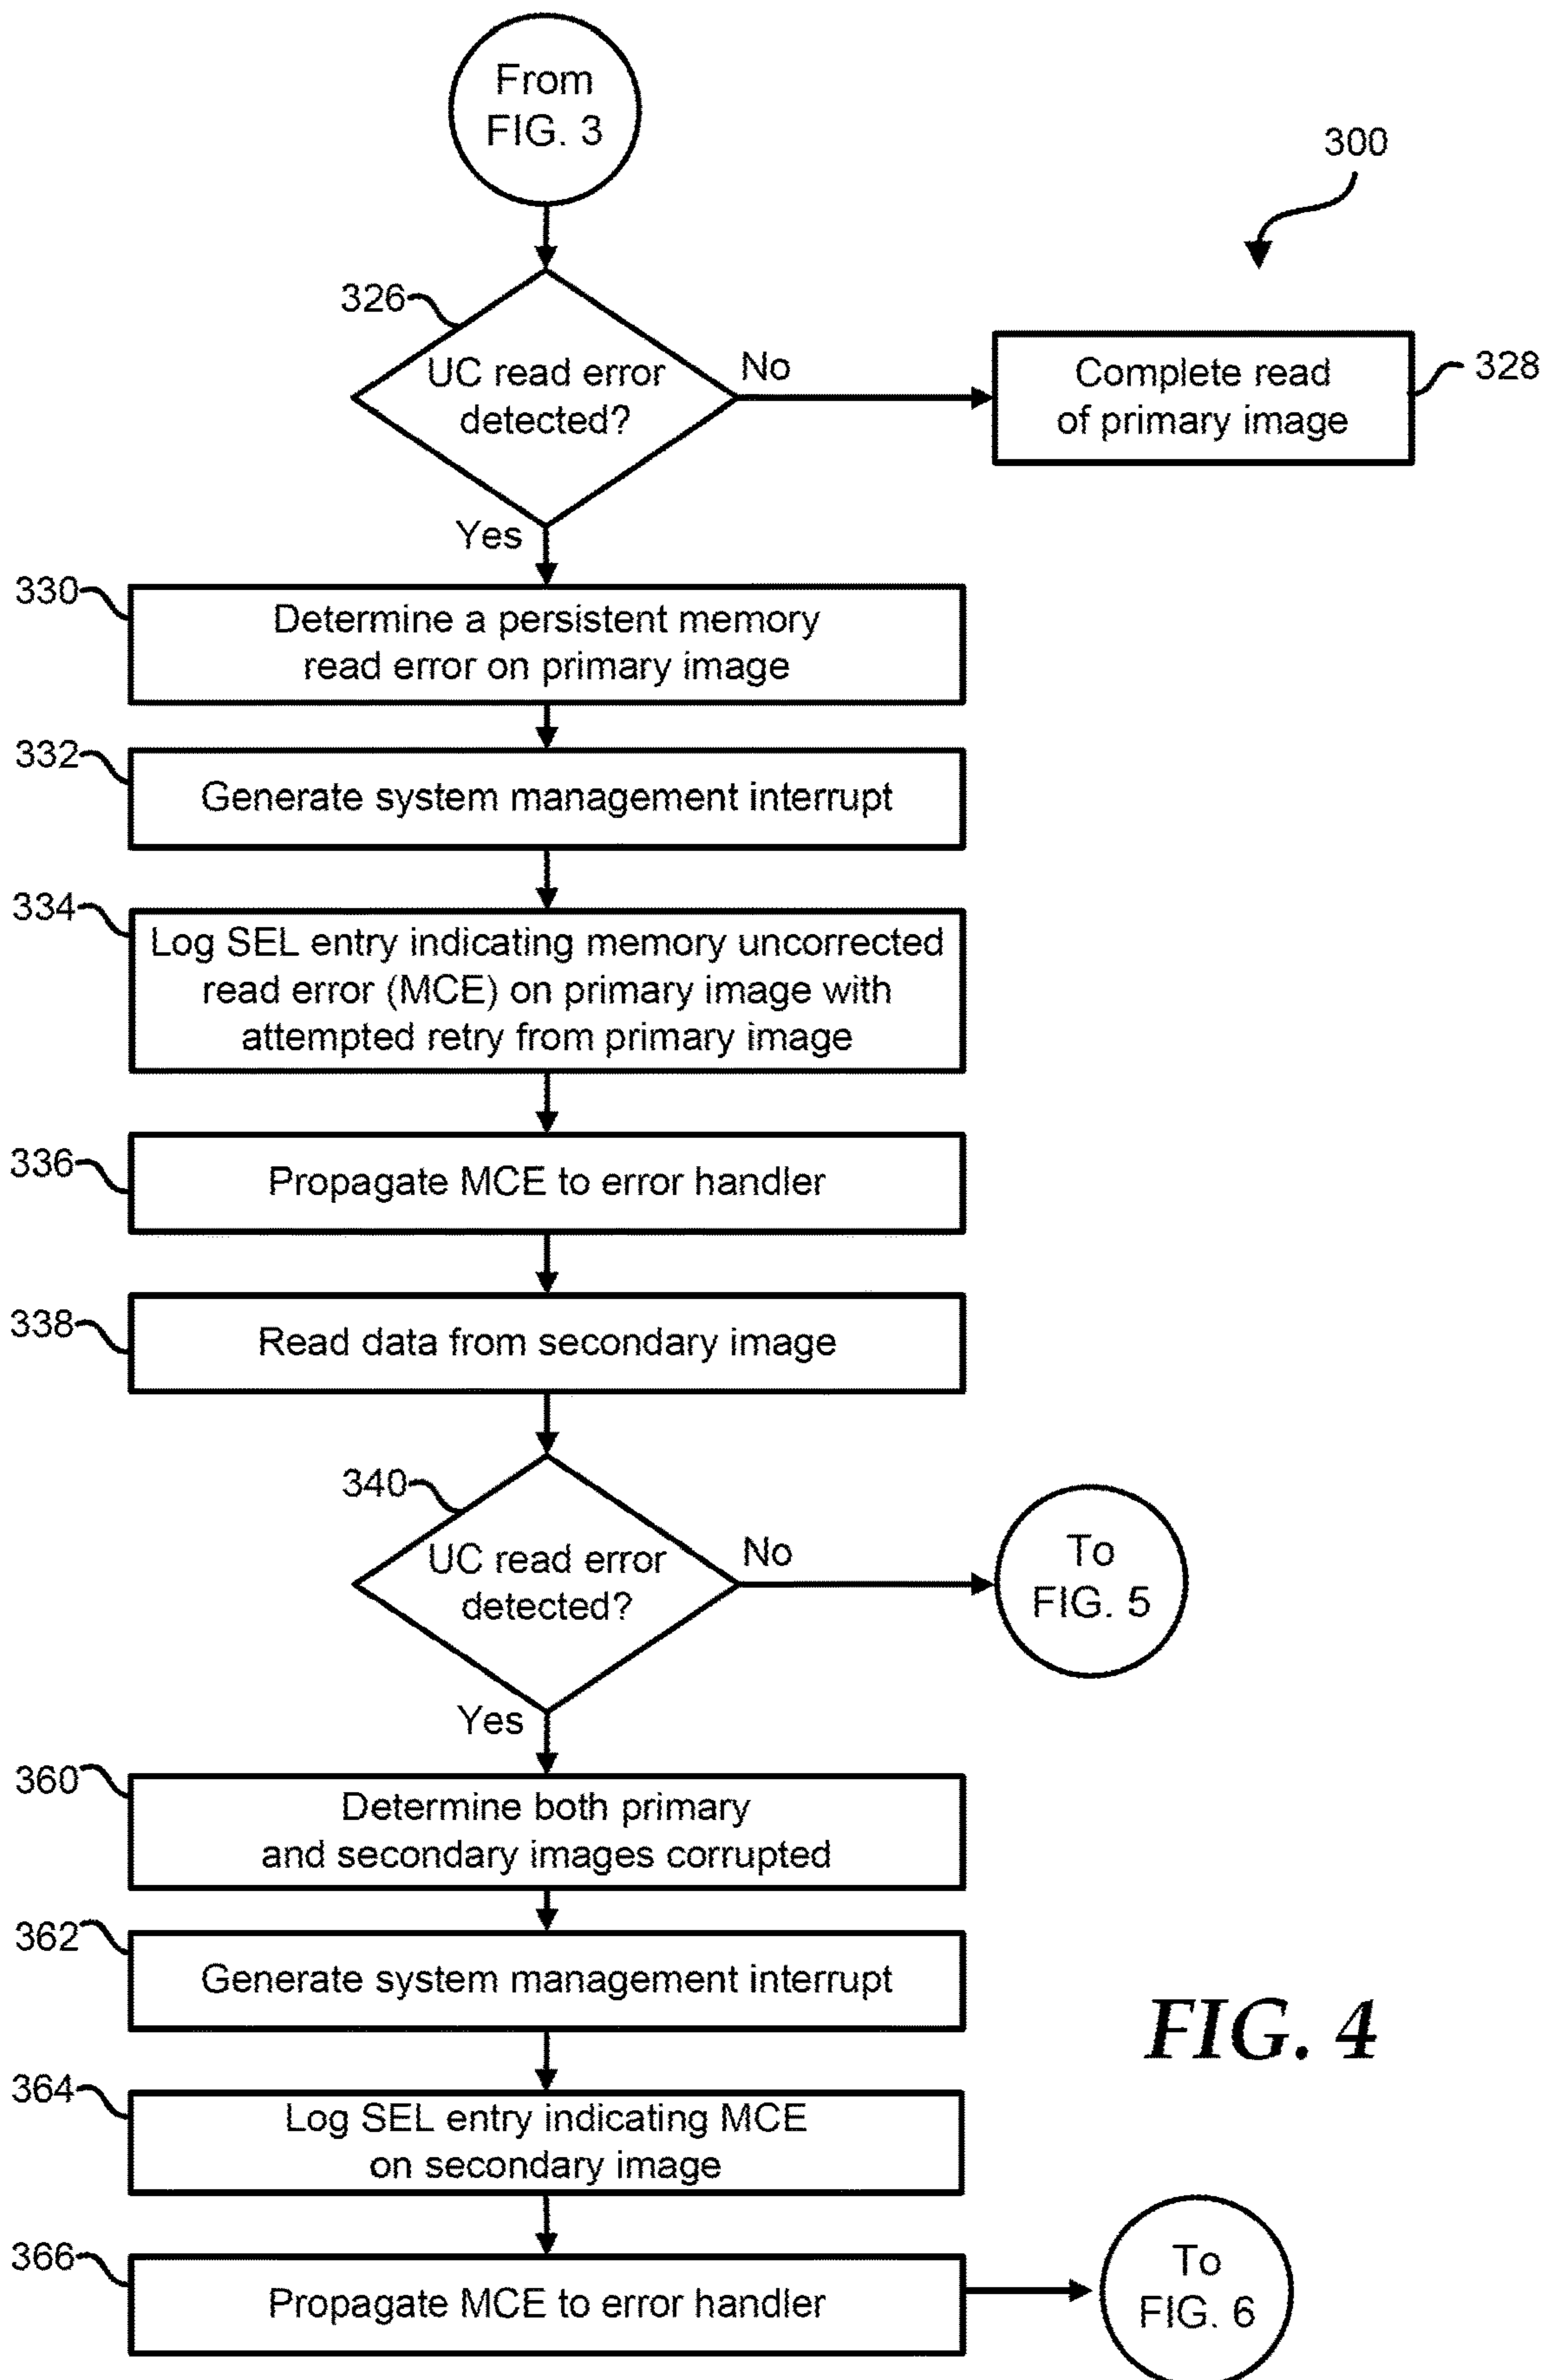 From
FIG. 3
300
326
UC read error
detected?
No
Complete read
of primary image
328
Yes
330
Determine a persistent memory
read error on primary image
332
Generate system management interrupt
334
Log SEL entry indicating memory uncorrected
read error (MCE) on primary image with
attempted retry from primary image
336
Propagate MCE to error handler
338
Read data from secondary image
340
UC read error
detected?
No
To
FIG. 5
Yes
360
Determine both primary
and secondary images corrupted
362
Generate system management interrupt
FIG. 4
364
Log SEL entry indicating MCE
on secondary image
366
Propagate MCE to error handler
To
FIG. 6